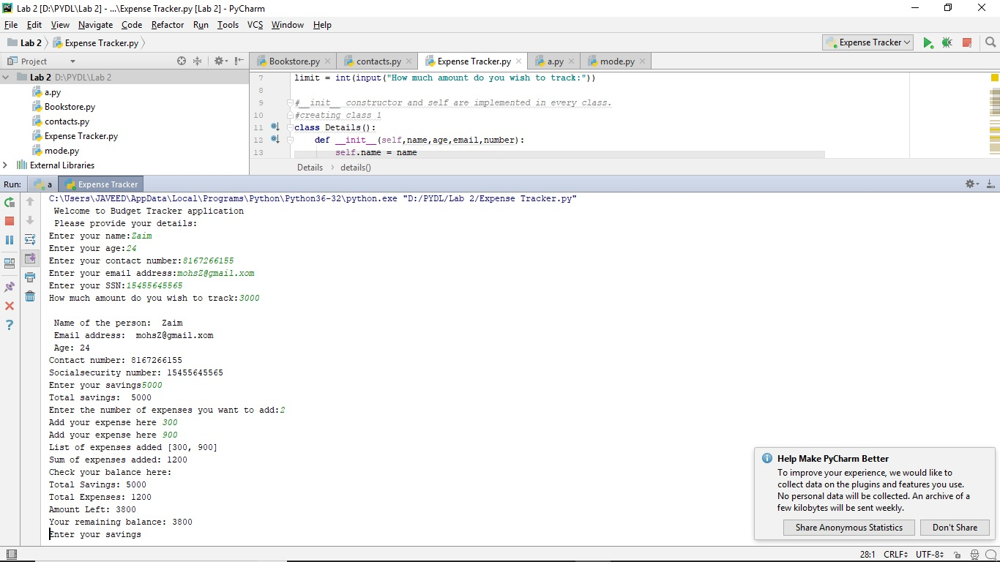 Lab 2 [D:\PYDL\Lab 2] - ...\Expense Tracker.py [Lab 2] - PyCharm
File Edit View Navigate Code Refactor Run Tools VCS Window Help
Lab 2 Expense Tracker.py Expense Tracker
Project Bookstore.py contacts.py Expense Tracker.py a.py mode.py
Lab 2 D:\PYDL\Lab 2
a.py
Bookstore.py
contacts.py
Expense Tracker.py
mode.py
External Libraries
7 limit = int(input("How much amount do you wish to track:"))
8
9 #__init__ constructor and self are implemented in every class.
10 #creating class 1
11 class Details():
12 def __init__(self,name,age,email,number):
13 self.name = name
Details details()
Run: a Expense Tracker
C:\Users\JAVEED\AppData\Local\Programs\Python\Python36-32\python.exe "D:/PYDL/Lab 2/Expense Tracker.py"
Welcome to Budget Tracker application
Please provide your details:
Enter your name:Zaim
Enter your age:24
Enter your contact number:8167266155
Enter your email address:mohsZ@gmail.xom
Enter your SSN:15455645565
How much amount do you wish to track:3000
Name of the person: Zaim
Email address: mohsZ@gmail.xom
Age: 24
Contact number: 8167266155
Socialsecurity number: 15455645565
Enter your savings5000
Total savings: 5000
Enter the number of expenses you want to add:2
Add your expense here 300
Add your expense here 900
List of expenses added [300, 900]
Sum of expenses added: 1200
Check your balance here:
Total Savings: 5000
Total Expenses: 1200
Amount Left: 3800
Your remaining balance: 3800
Enter your savings
Help Make PyCharm Better
To improve your experience, we would like to
collect data on the plugins and features you use.
No personal data will be collected. An archive of a
few kilobytes will be sent weekly.
Share Anonymous Statistics Don't Share
28:1 CRLF UTF-8